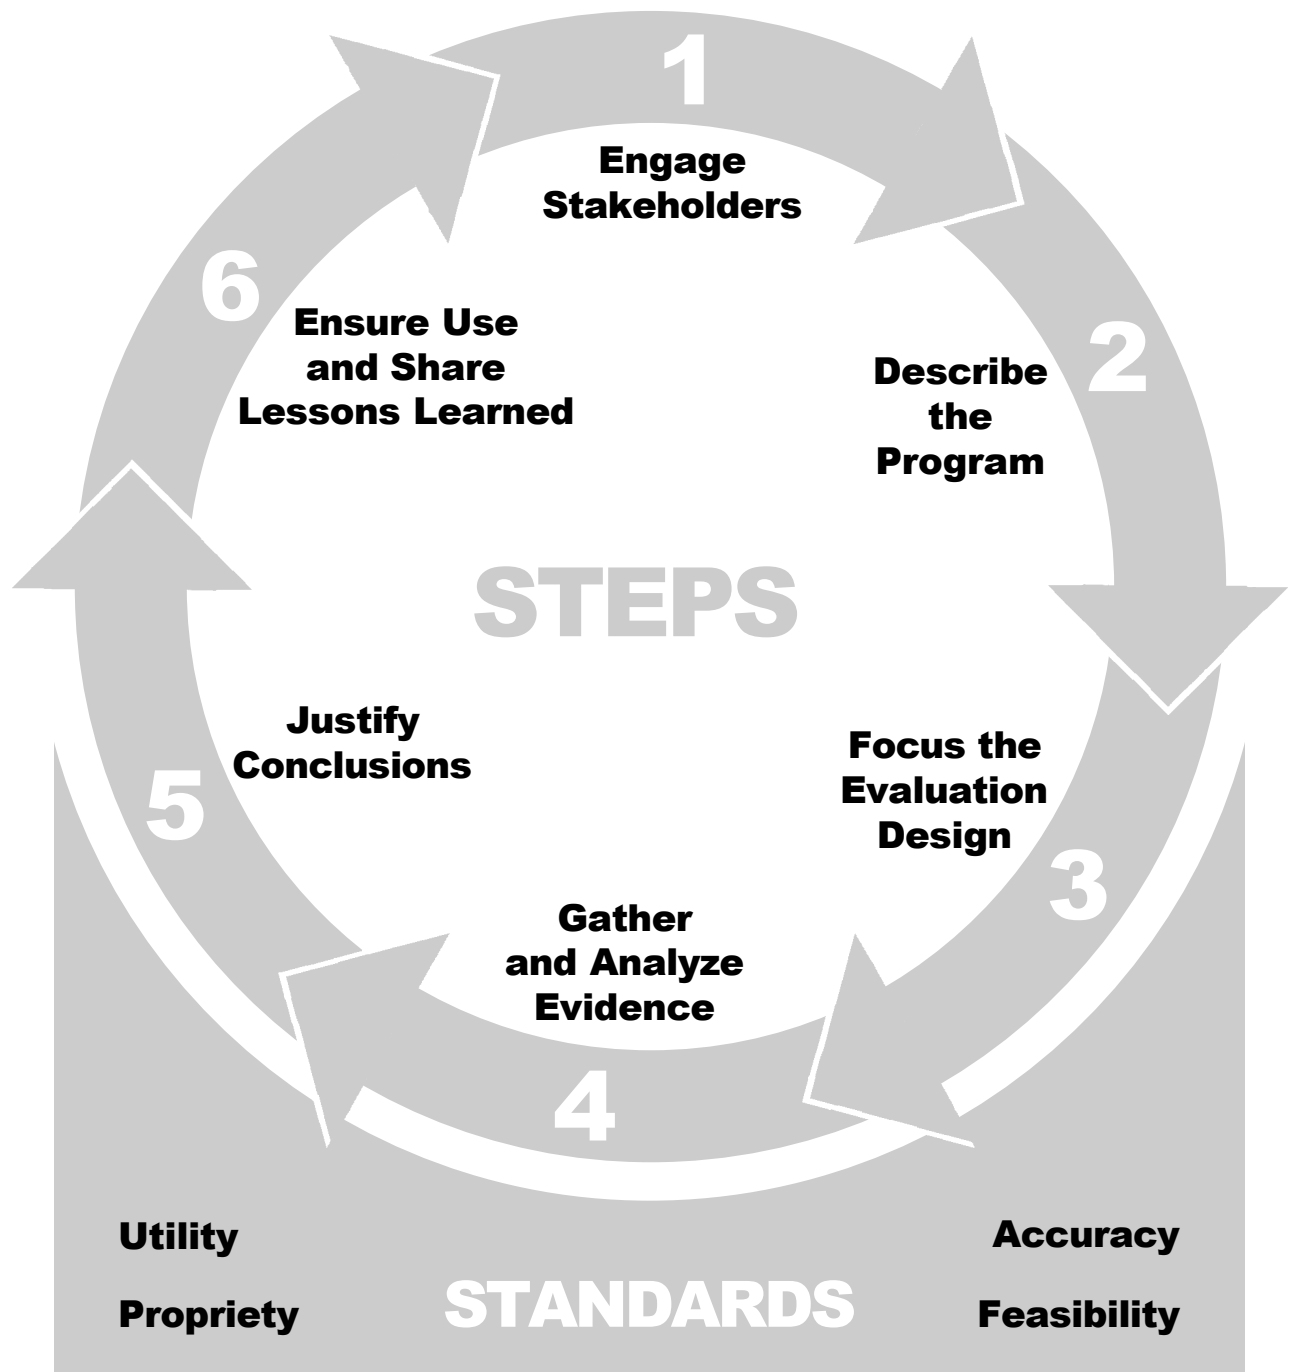 1
Engage
Stakeholders
2
Describe
the
Program
3
Focus the
Evaluation
Design
4
Gather
and Analyze
Evidence
5
Justify
Conclusions
6
Ensure Use
and Share
Lessons Learned
STEPS
Utility
Propriety
STANDARDS
Accuracy
Feasibility